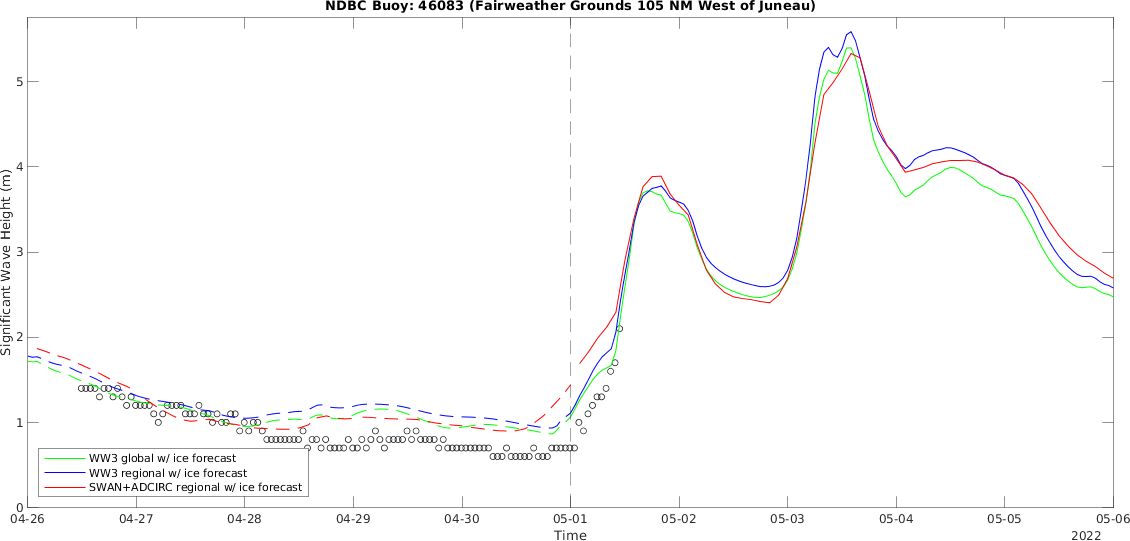 NDBC Buoy: 46083 (Fairweather Grounds 105 NM West of Juneau)
Significant Wave Height (m)
5
4
3
2
1
0
WW3 global w/ ice forecast
WW3 regional w/ ice forecast
SWAN+ADCIRC regional w/ ice forecast
04-26 04-27 04-28 04-29 04-30 05-01 05-02 05-03 05-04 05-05 05-06
Time
2022